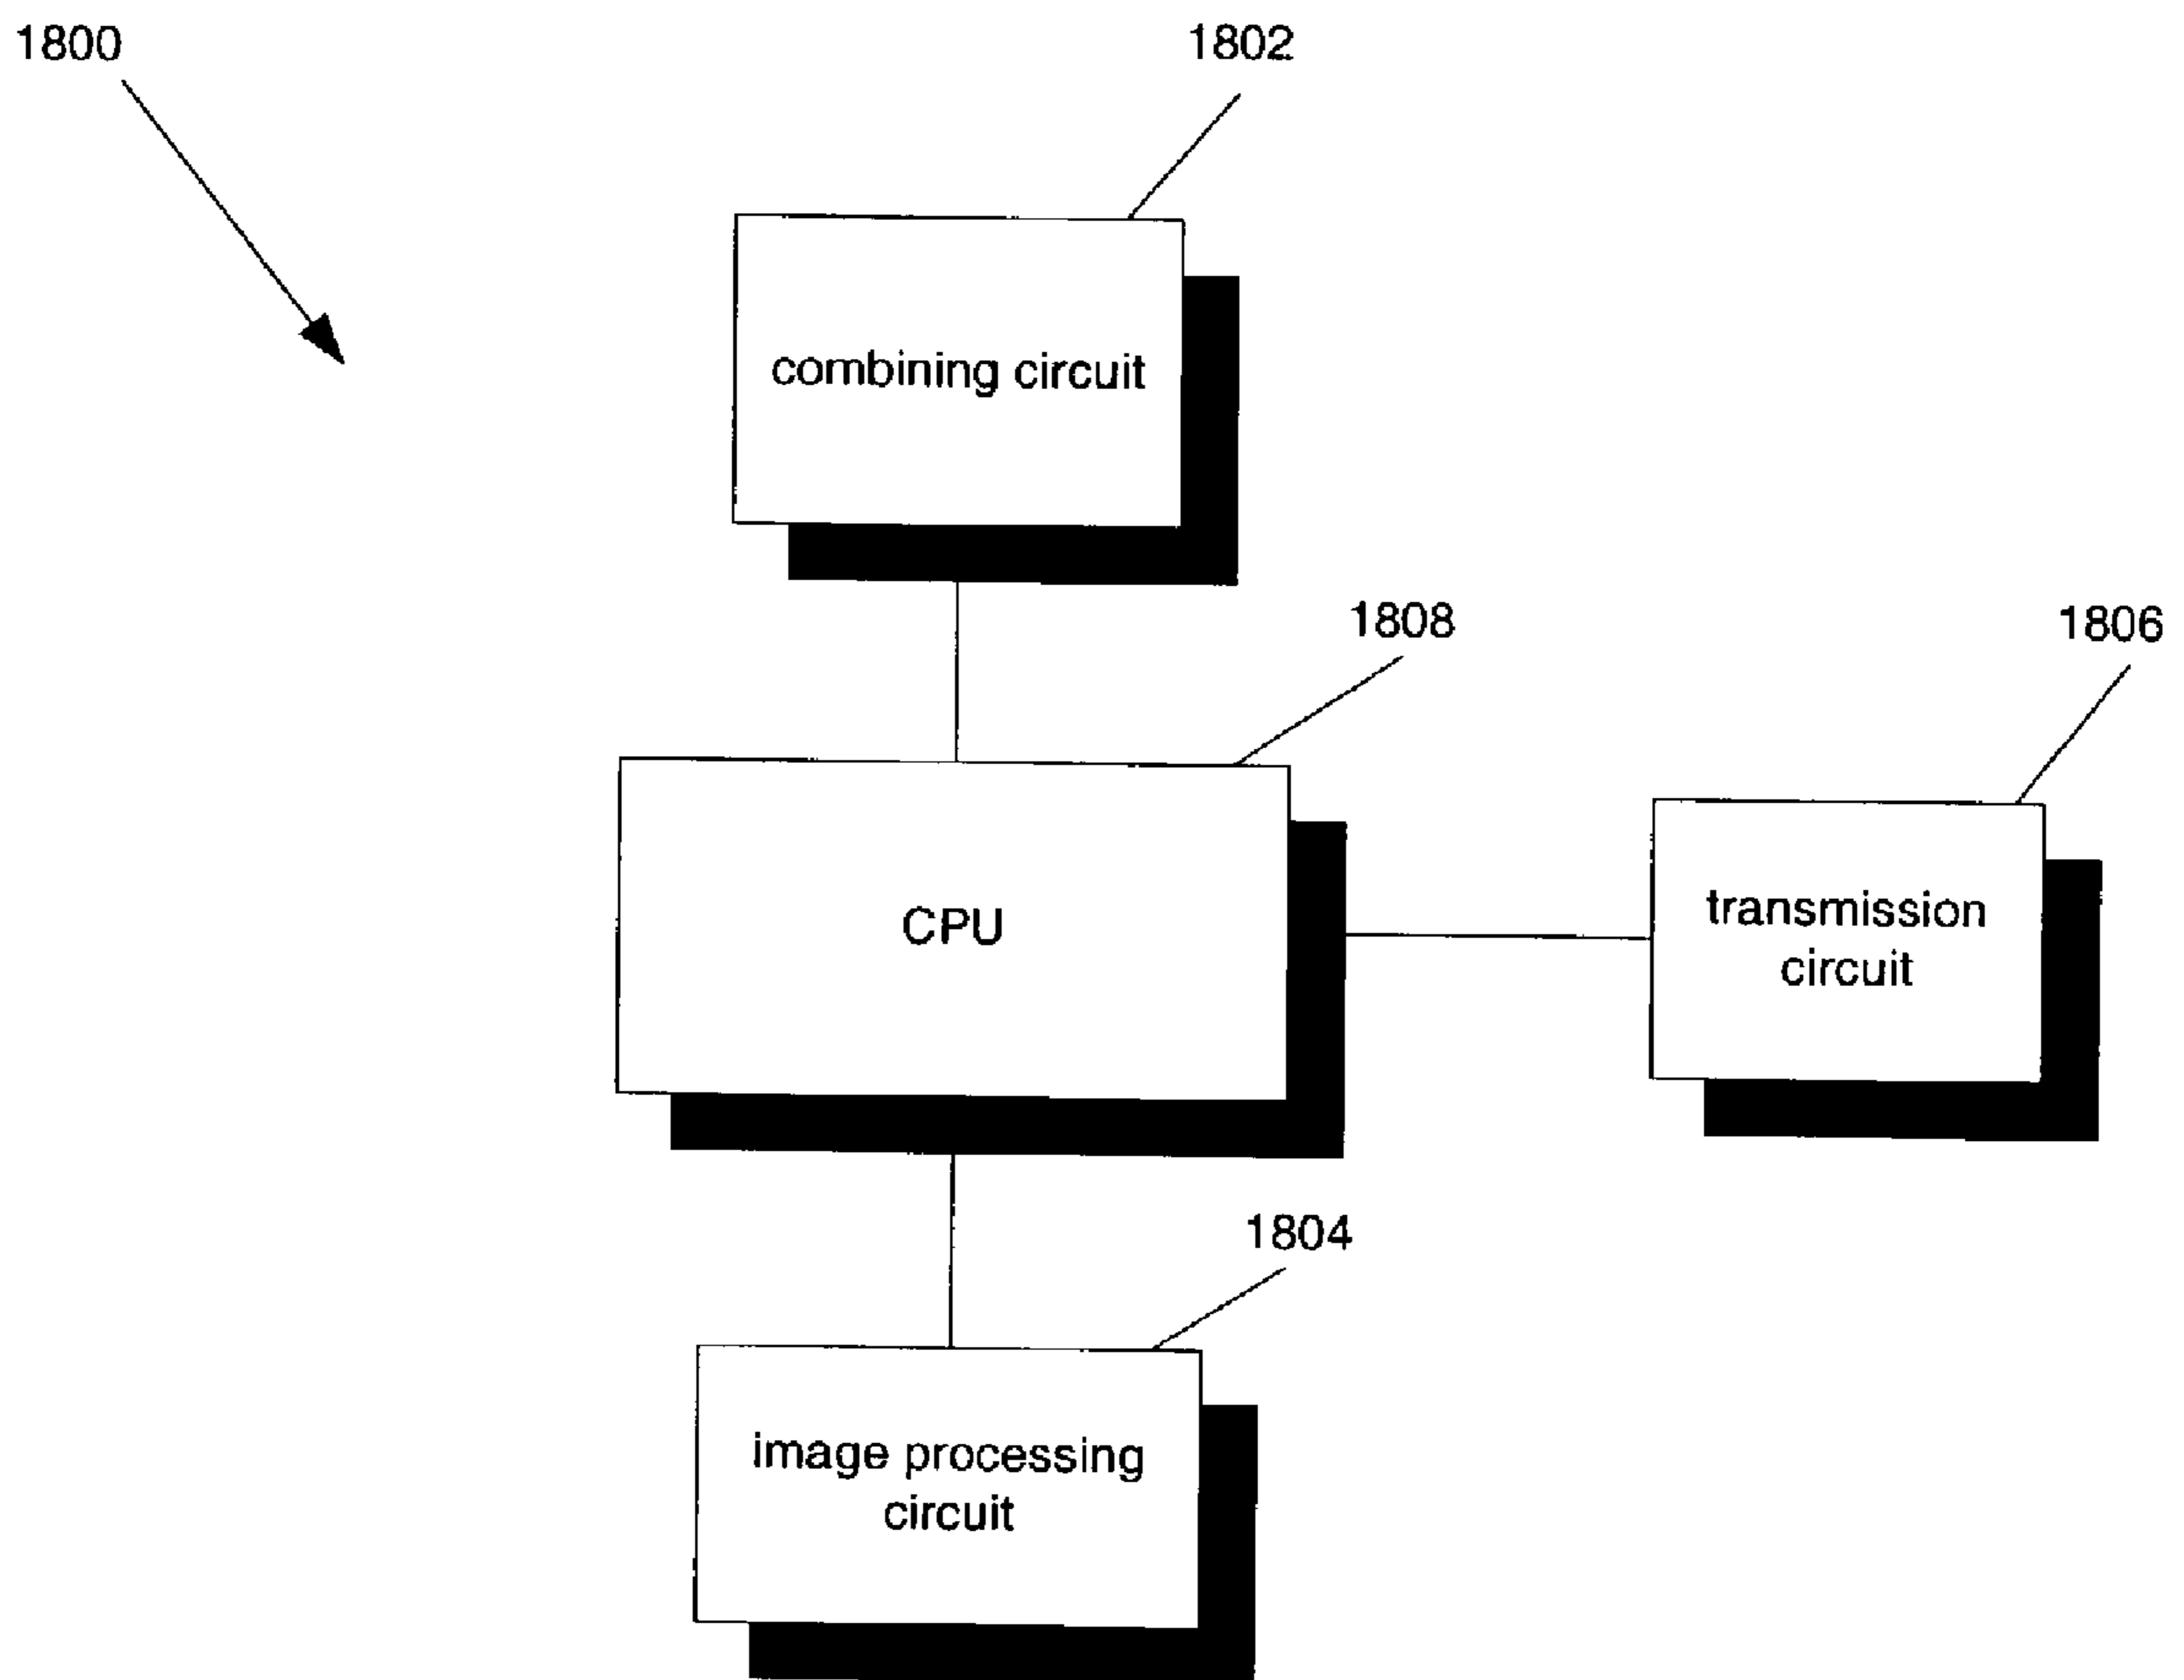 1800
1802
combining circuit
1808
1806
CPU
transmission
circuit
1804
image processing
circuit